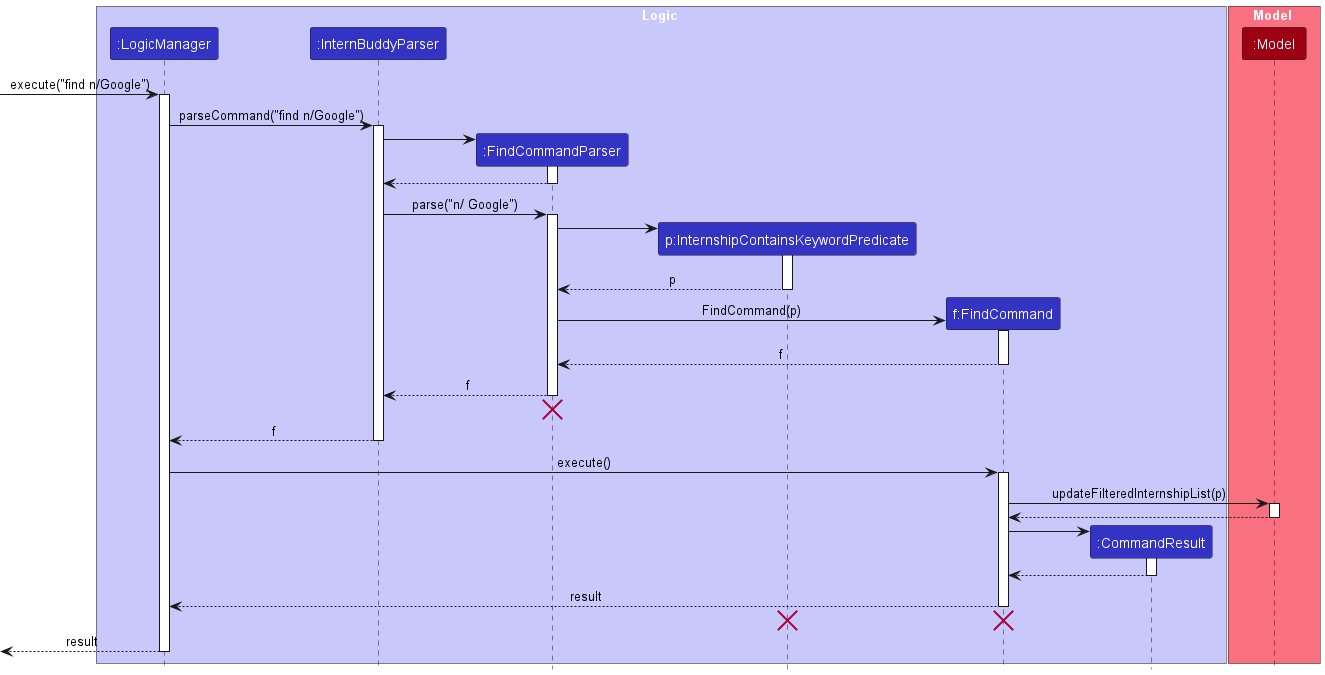 Logic
Model
:LogicManager
:InternBuddyParser
:Model
execute("find n/Google")
parseCommand("find n/Google")
:FindCommandParser
parse("n/ Google")
p:InternshipContainsKeywordPredicate
p
FindCommand(p)
f:FindCommand
f
f
f
execute()
updateFilteredInternshipList(p)
:CommandResult
result
result